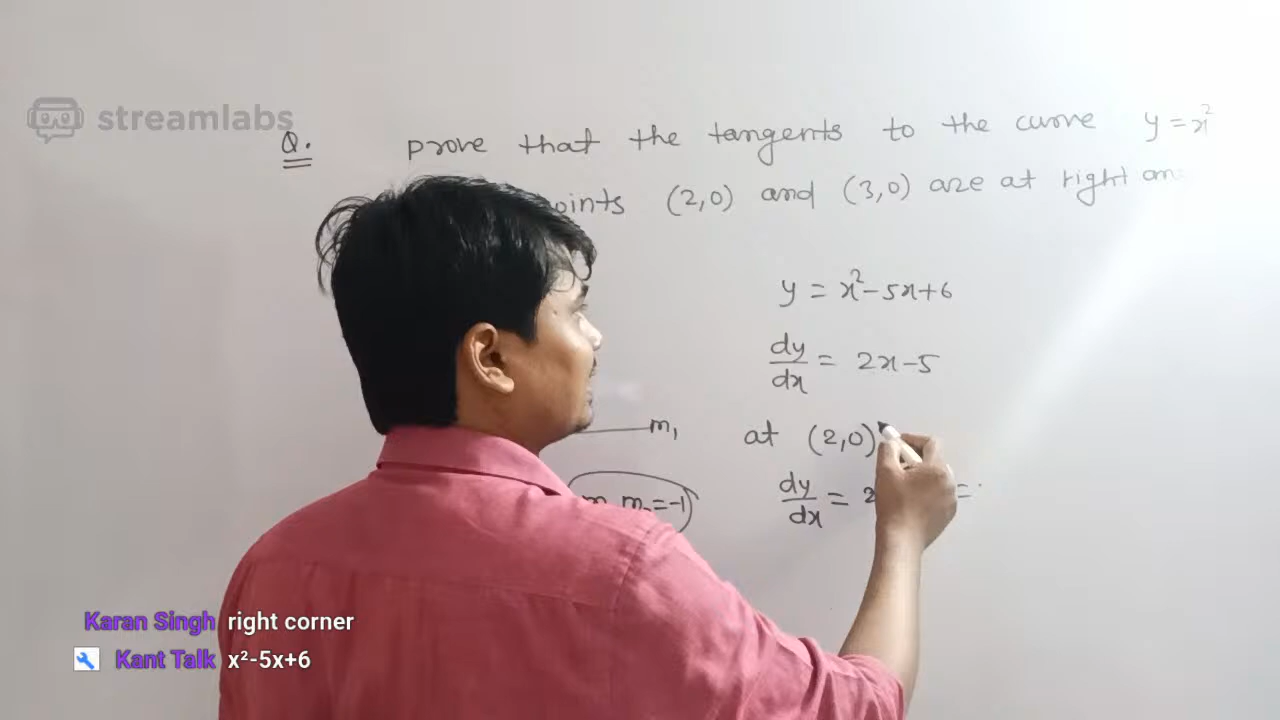 streamlabs
Q. prove that the tangents to the curve y = x²
points (2,0) and (3,0) are at right
y = x²-5x+6
dy/dx = 2x-5
m₁ at (2,0)
m₂ = -1 dy/dx =
Karan Singh right corner
Kant Talk x²-5x+6